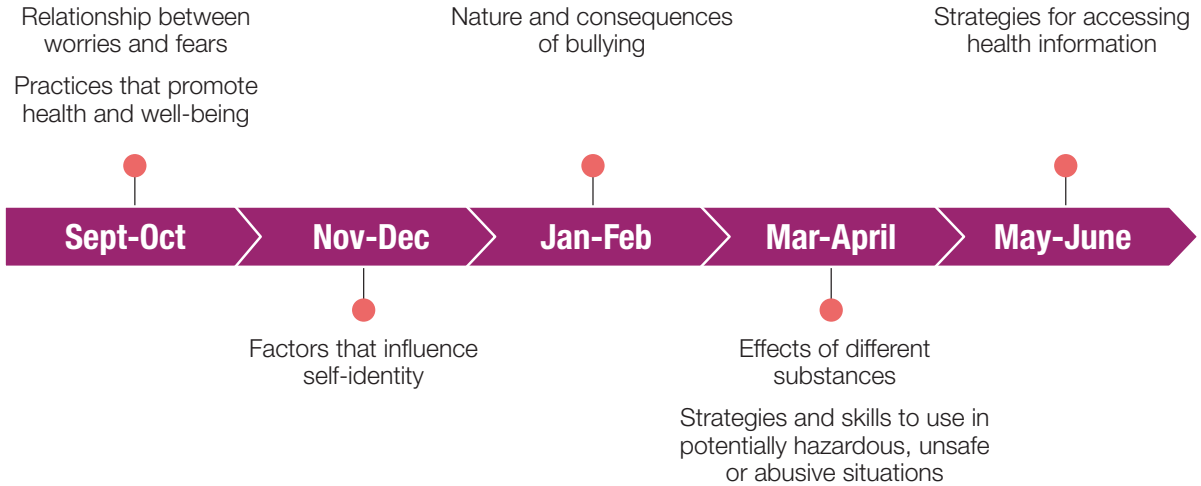 Relationship between
worries and fears
Practices that promote
health and well-being
Nature and consequences
of bullying
Strategies for accessing
health information
Sept-Oct
Nov-Dec
Jan-Feb
Mar-April
May-June
Factors that influence
self-identity
Effects of different
substances
Strategies and skills to use in
potentially hazardous, unsafe
or abusive situations